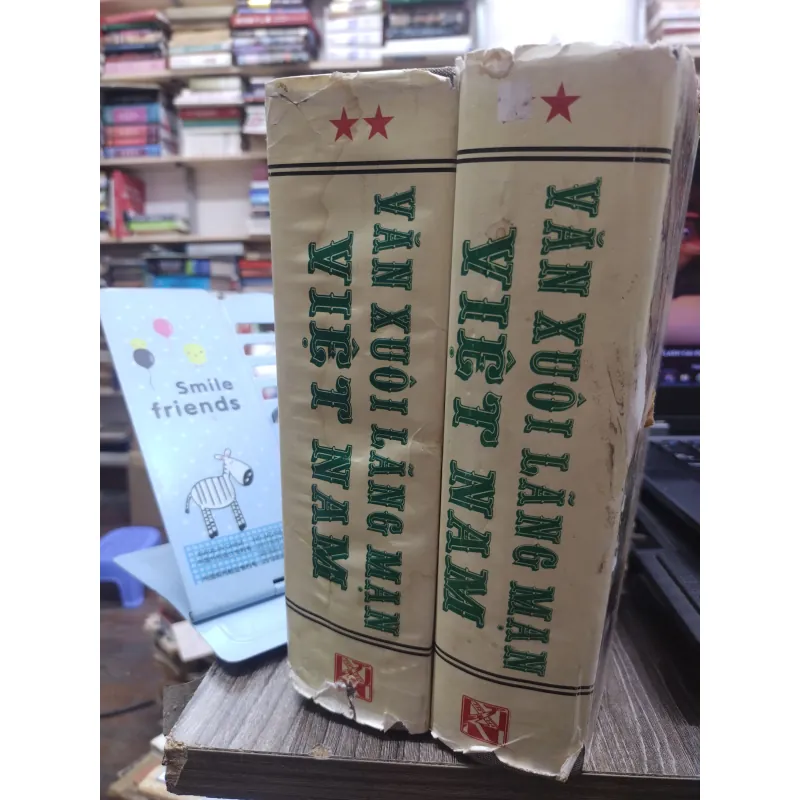 VĂN XUÔI LÃNG MẠN
VIỆT NAM
VĂN XUÔI LÃNG MẠN
VIỆT NAM
Smile
friends